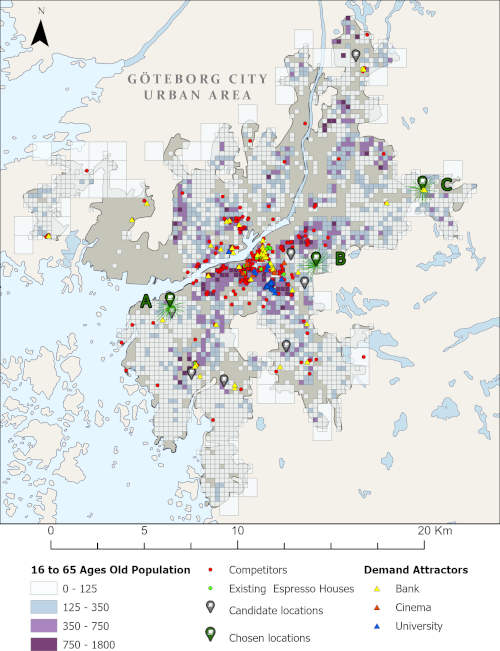 N
GÖTEBORG CITY
URBAN AREA
C
B
A
0 5 10 20 Km
16 to 65 Ages Old Population
0 - 125
125 - 350
350 - 750
750 - 1800
Competitors
Existing Espresso Houses
Candidate locations
Chosen locations
Demand Attractors
Bank
Cinema
University